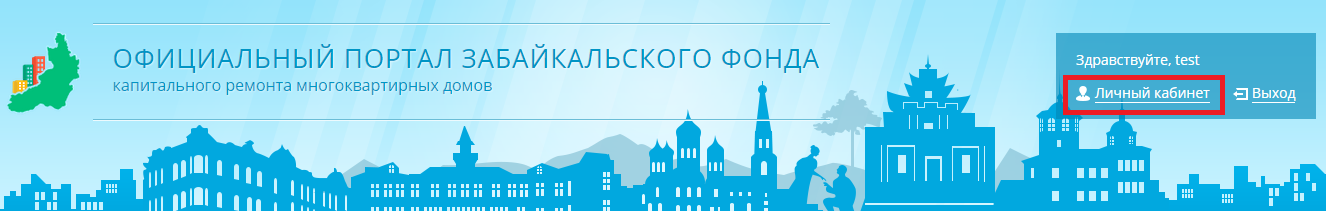 ОФИЦИАЛЬНЫЙ ПОРТАЛ ЗАБАЙКАЛЬСКОГО ФОНДА
капитального ремонта многоквартирных домов
Здравствуйте, test
Личный кабинет Выход